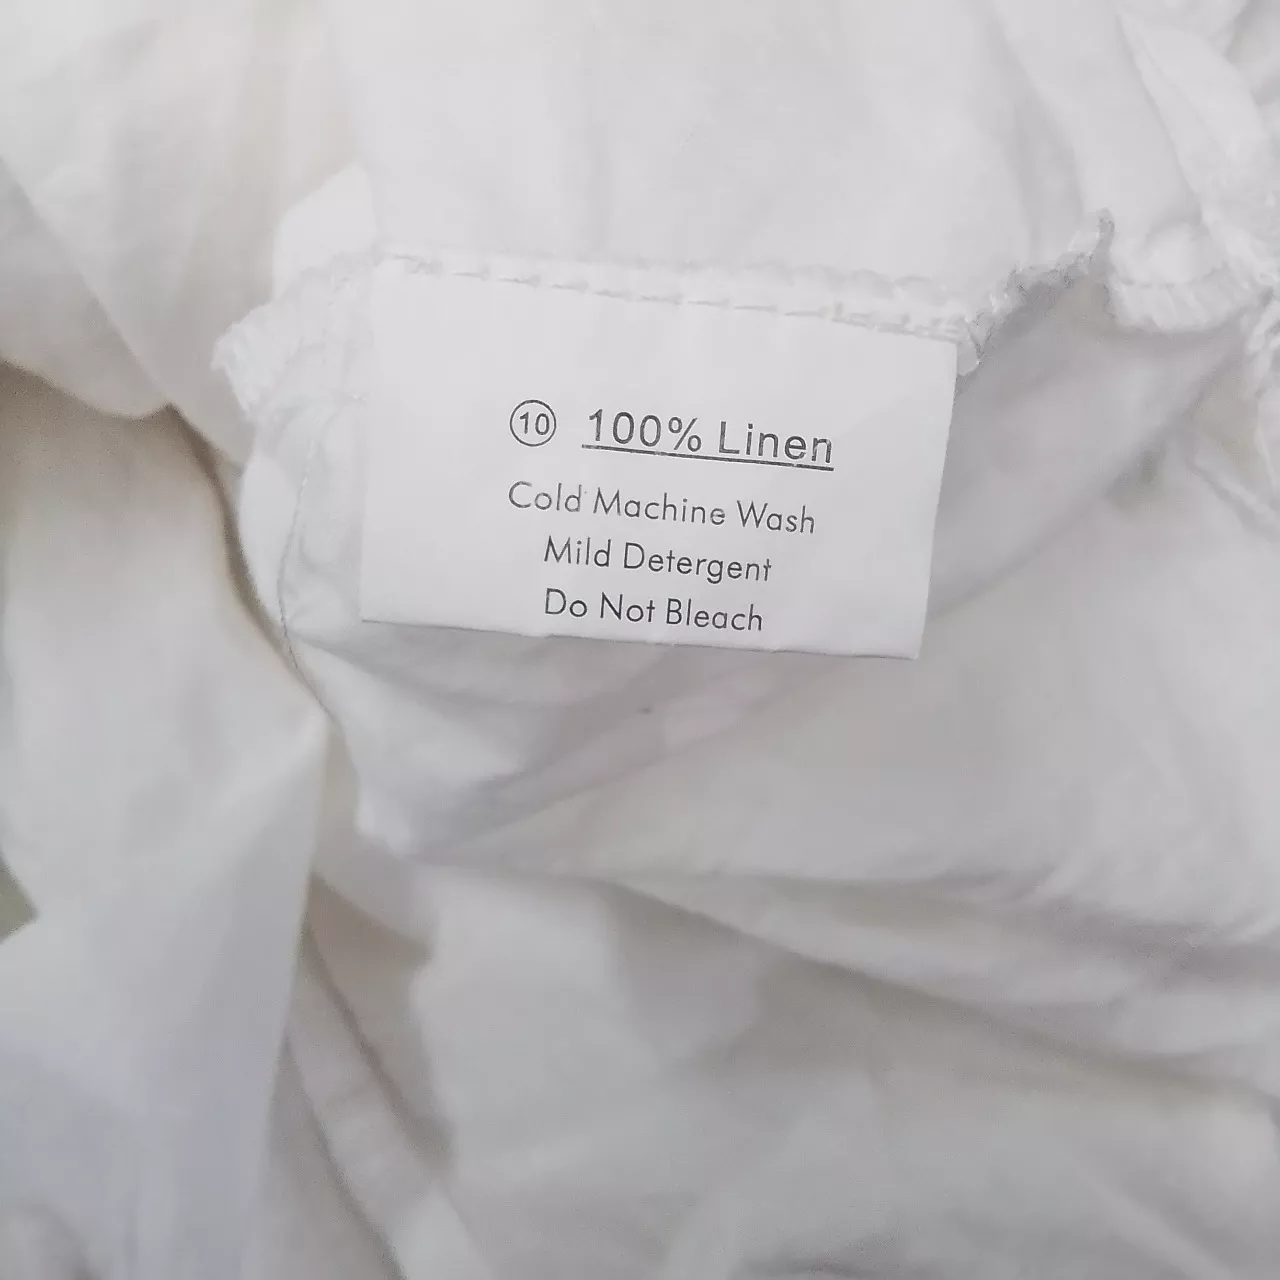 ⑩ 100% Linen
Cold Machine Wash
Mild Detergent
Do Not Bleach